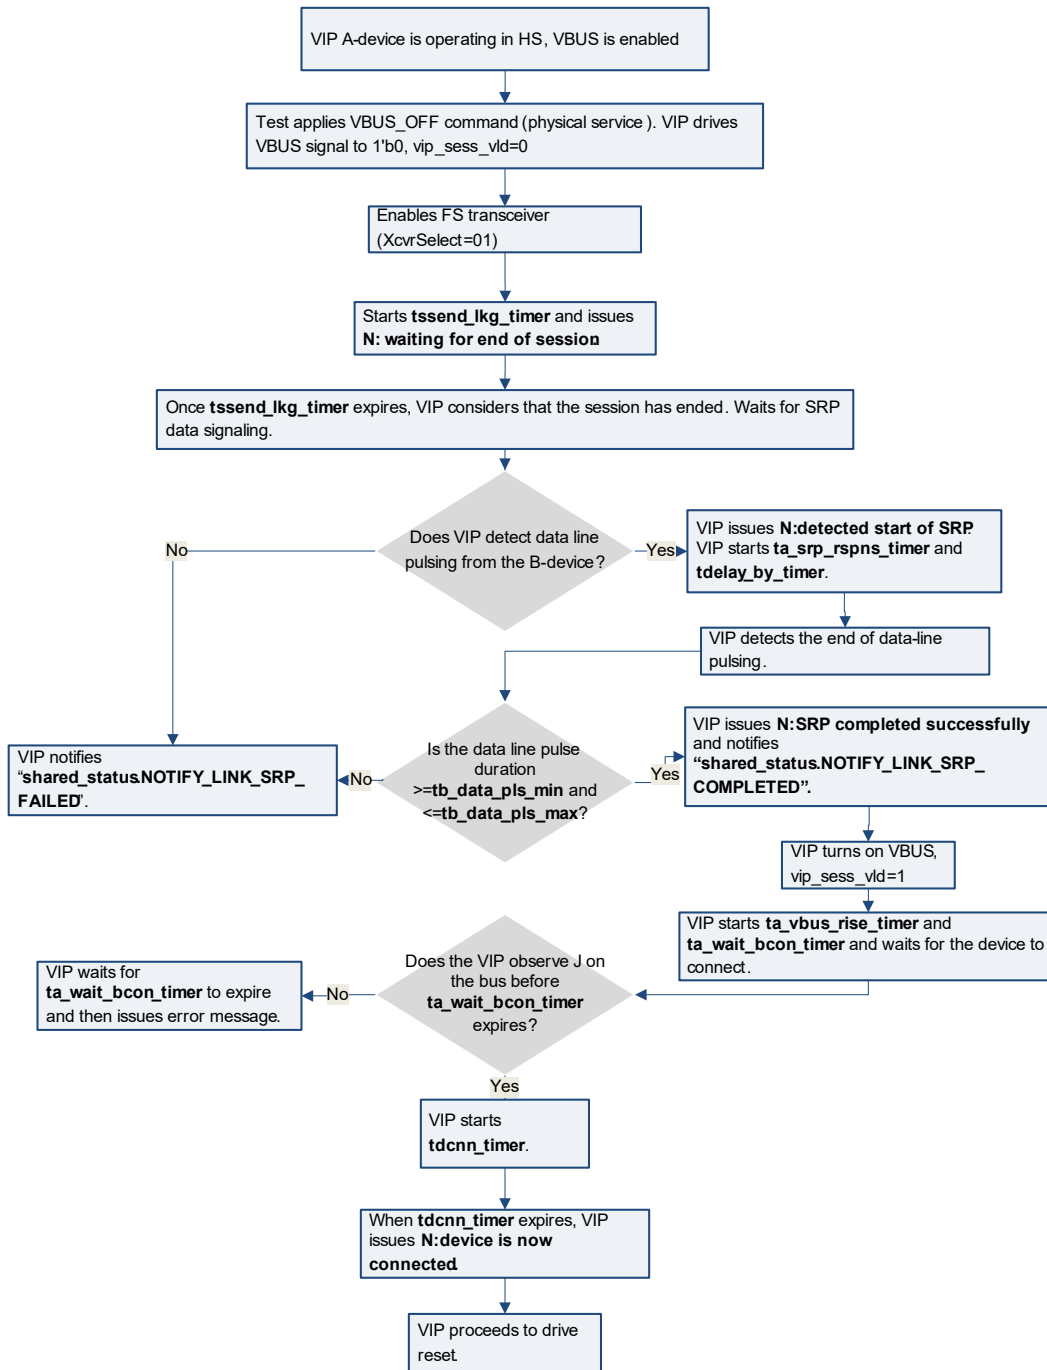 VIP A-device is operating in HS, VBUS is enabled
Test applies VBUS_OFF command (physical service). VIP drives
VBUS signal to 1'b0, vip_sess_vld=0
Enables FS transceiver
(XcvrSelect=01)
Starts tssend_lkg_timer and issues
N: waiting for end of session.
Once tssend_lkg_timer expires, VIP considers that the session has ended. Waits for SRP
data signaling.
Does VIP detect data line
pulsing from the B-device?
No
Yes
VIP issues N:detected start of SRP.
VIP starts ta_srp_rspns_timer and
tdelay_by_timer.
VIP detects the end of data-line
pulsing.
Is the data line pulse
duration
>=tb_data_pls_min and
<=tb_data_pls_max?
No
Yes
VIP notifies
“shared_status.NOTIFY_LINK_SRP_
FAILED”.
VIP issues N:SRP completed successfully
and notifies
“shared_status.NOTIFY_LINK_SRP_
COMPLETED”.
VIP turns on VBUS,
vip_sess_vld=1
VIP starts ta_vbus_rise_timer and
ta_wait_bcon_timer and waits for the device to
connect.
Does the VIP observe J on
the bus before
ta_wait_bcon_timer
expires?
No
VIP waits for
ta_wait_bcon_timer to expire
and then issues error message.
Yes
VIP starts
tdcnn_timer.
When tdcnn_timer expires, VIP
issues N:device is now
connected.
VIP proceeds to drive
reset.